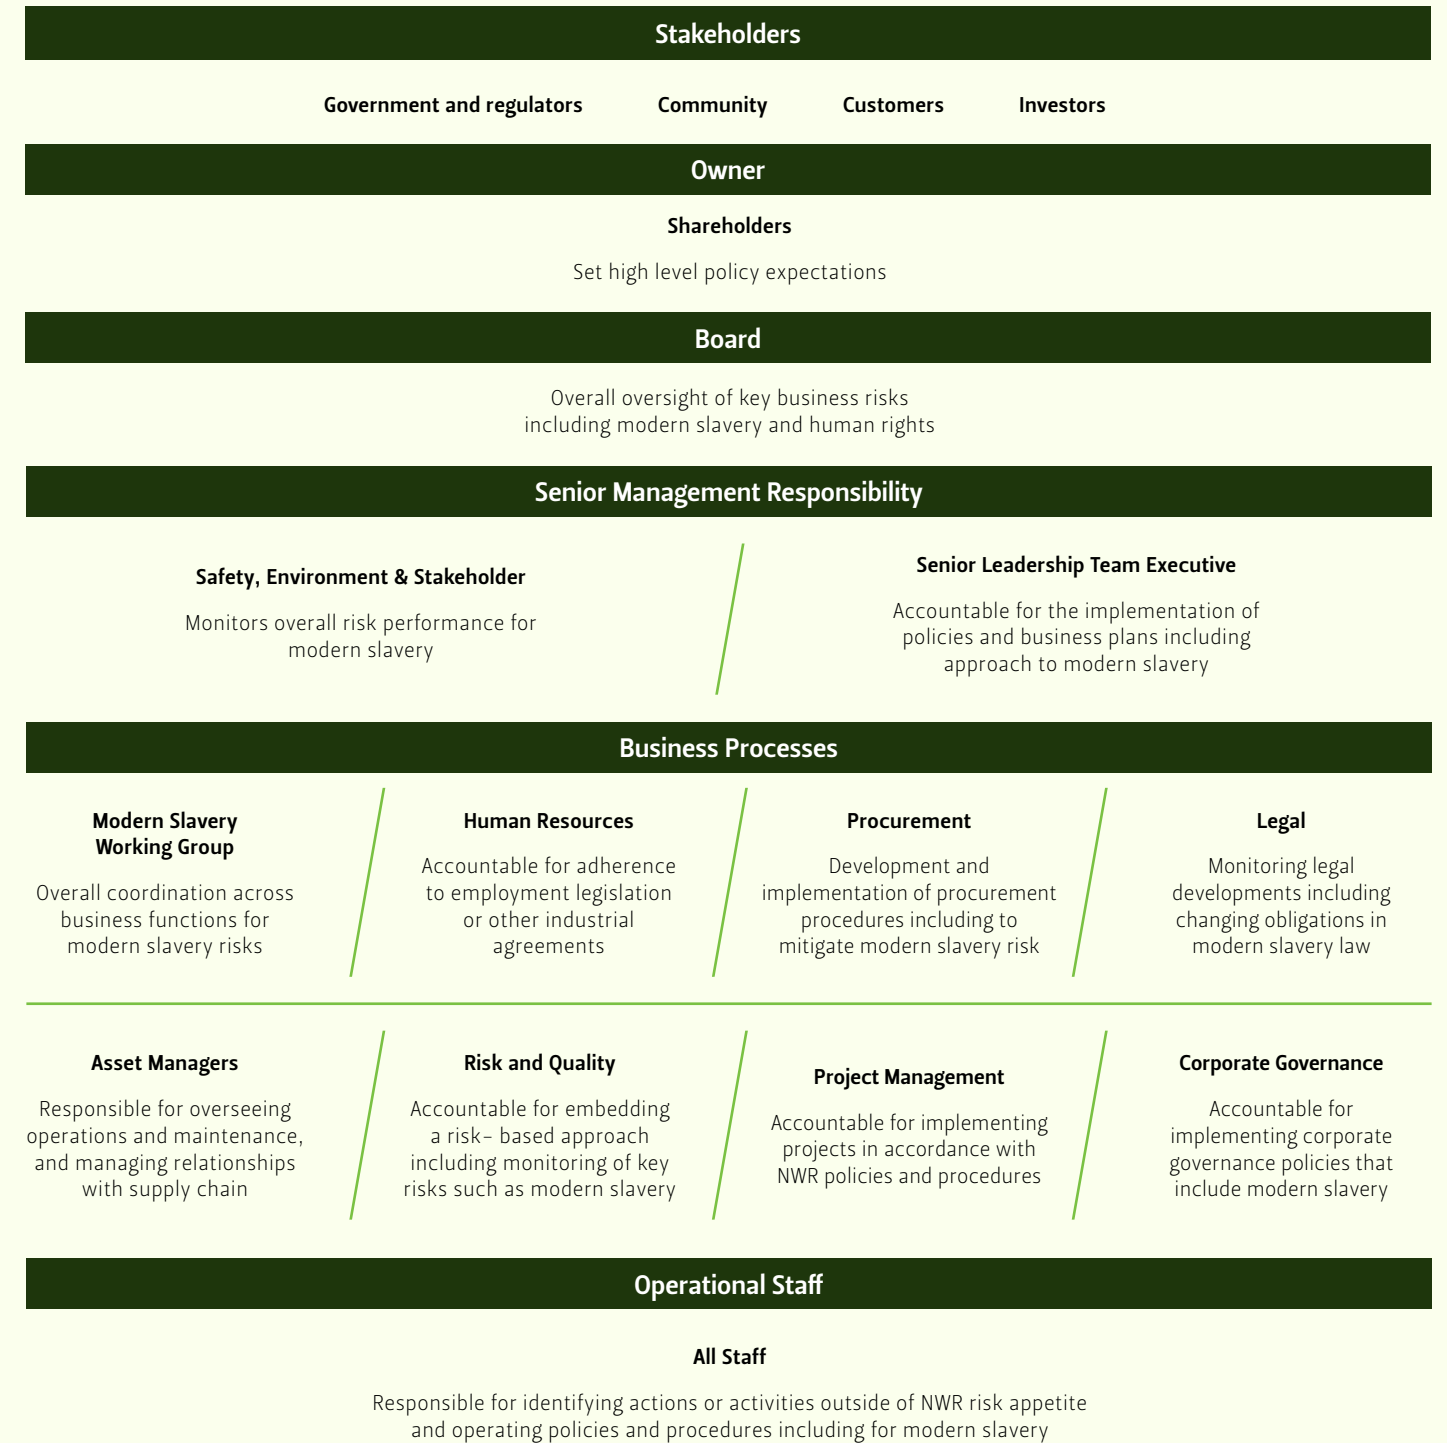 Stakeholders
Government and regulators
Community
Customers
Investors
Owner
Shareholders
Set high level policy expectations
Board
Overall oversight of key business risks
including modern slavery and human rights
Senior Management Responsibility
Safety, Environment & Stakeholder
Monitors overall risk performance for
modern slavery
Senior Leadership Team Executive
Accountable for the implementation of
policies and business plans including
approach to modern slavery
Business Processes
Modern Slavery
Working Group
Overall coordination across
business functions for
modern slavery risks
Human Resources
Accountable for adherence
to employment legislation
or other industrial
agreements
Procurement
Development and
implementation of procurement
procedures including to
mitigate modern slavery risk
Legal
Monitoring legal
developments including
changing obligations in
modern slavery law
Asset Managers
Responsible for overseeing
operations and maintenance,
and managing relationships
with supply chain
Risk and Quality
Accountable for embedding
a risk– based approach
including monitoring of key
risks such as modern slavery
Project Management
Accountable for implementing
projects in accordance with
NWR policies and procedures
Corporate Governance
Accountable for
implementing corporate
governance policies that
include modern slavery
Operational Staff
All Staff
Responsible for identifying actions or activities outside of NWR risk appetite
and operating policies and procedures including for modern slavery